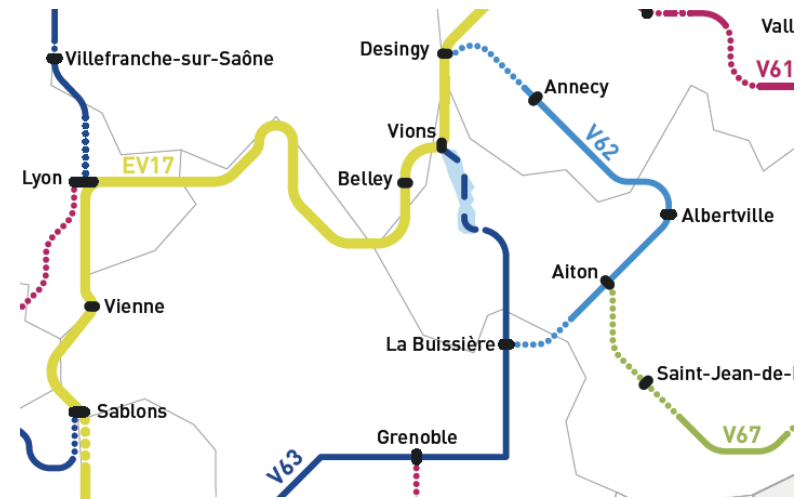 Vall
Desingy
Villefranche-sur-Saône
V61
Annecy
Vions
V62
EV17
Lyon
Belley
Albertville
Aiton
Vienne
La Buissière
Saint-Jean-de-
Sablons
V67
Grenoble
V63